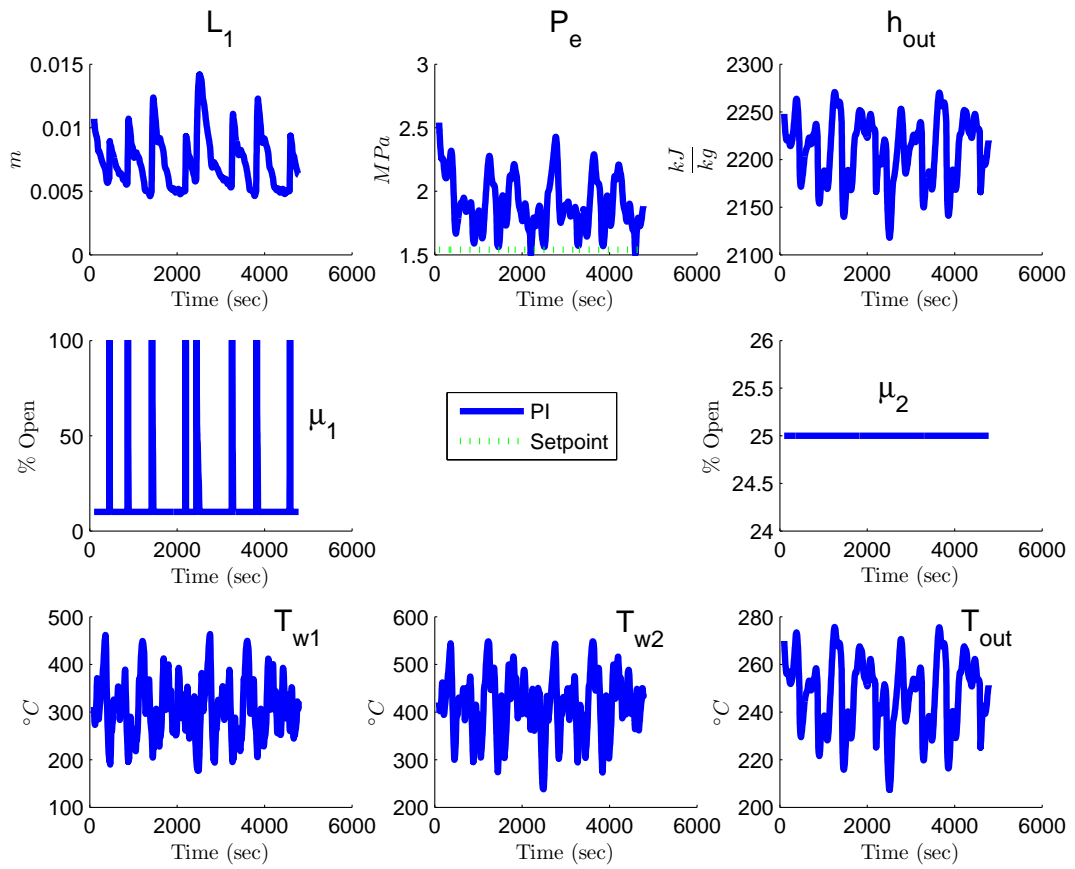 L1
Pe
hout
0.015
0.01
0.005
0
m
0
2000
4000
6000
Time (sec)
3
2.5
2
1.5
MPa
0
2000
4000
6000
Time (sec)
2300
2250
2200
2150
2100
kJ
kg
0
2000
4000
6000
Time (sec)
100
50
0
% Open
μ1
0
2000
4000
6000
Time (sec)
PI
Setpoint
26
25.5
25
24.5
24
% Open
μ2
0
2000
4000
6000
Time (sec)
Tw1
500
400
300
200
100
°C
0
2000
4000
6000
Time (sec)
Tw2
600
500
400
300
200
°C
0
2000
4000
6000
Time (sec)
Tout
280
260
240
220
200
°C
0
2000
4000
6000
Time (sec)